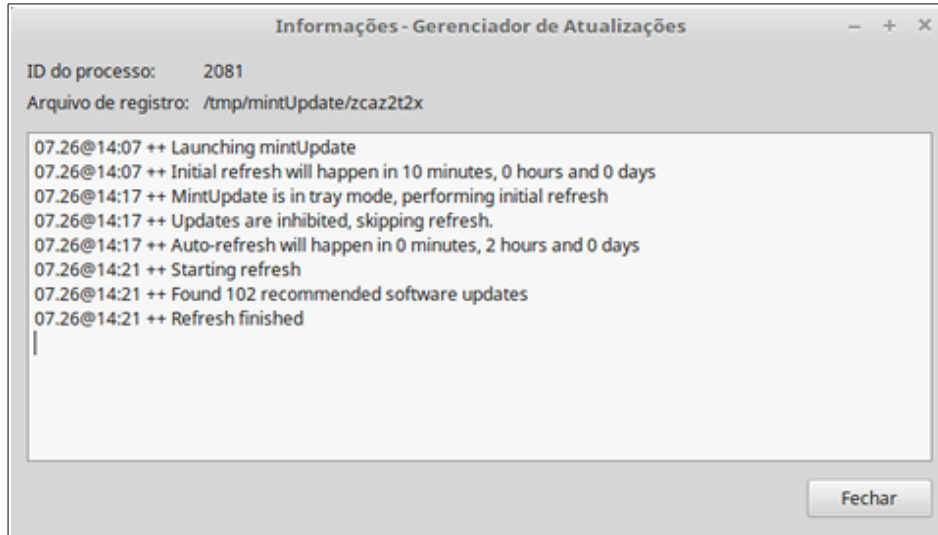 Informações - Gerenciador de Atualizações
ID do processo: 2081
Arquivo de registro: /tmp/mintUpdate/zcaz2t2x
07.26@14:07 ++ Launching mintUpdate
07.26@14:07 ++ Initial refresh will happen in 10 minutes, 0 hours and 0 days
07.26@14:17 ++ MintUpdate is in tray mode, performing initial refresh
07.26@14:17 ++ Updates are inhibited, skipping refresh.
07.26@14:17 ++ Auto-refresh will happen in 0 minutes, 2 hours and 0 days
07.26@14:21 ++ Starting refresh
07.26@14:21 ++ Found 102 recommended software updates
07.26@14:21 ++ Refresh finished
Fechar